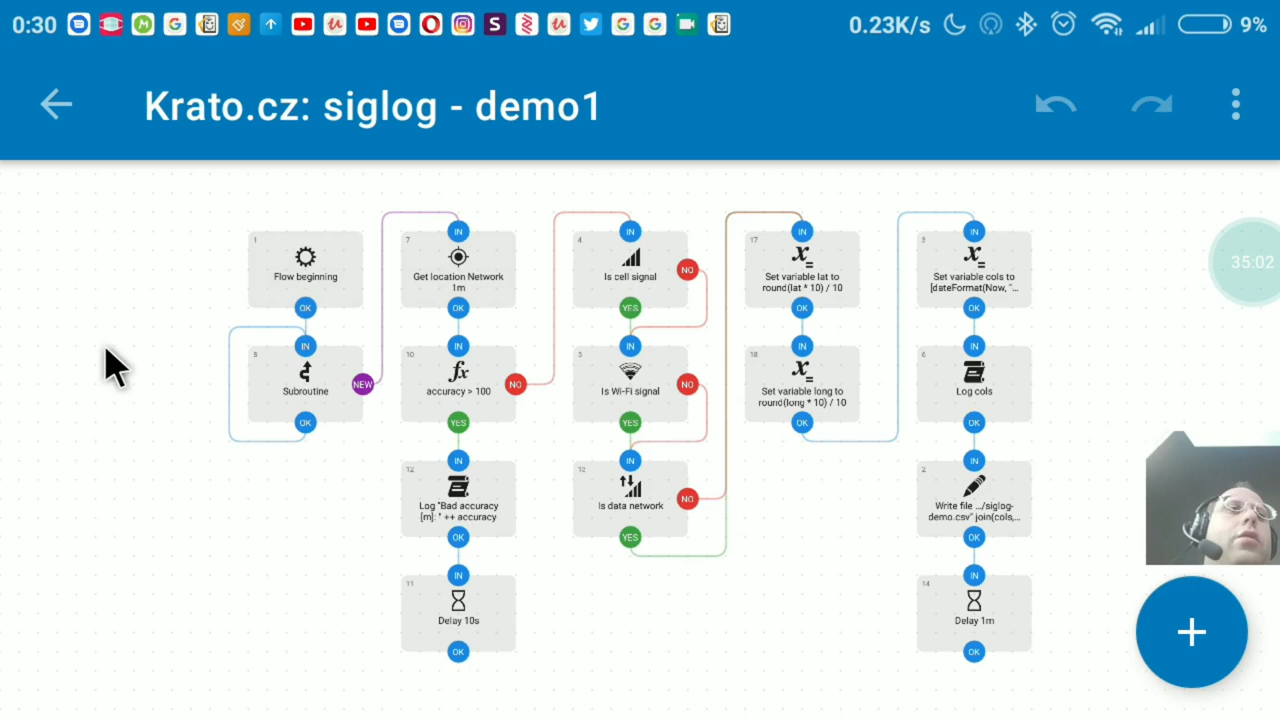 0:30
0.23K/s
9%
Krato.cz: siglog - demo1
35:02
1
Flow beginning
OK
IN
Subroutine
NEW
OK
7
IN
Get location Network
1m
OK
10
IN
accuracy > 100
NO
YES
12
IN
Log "Bad accuracy
[m]: " ++ accuracy
OK
11
IN
Delay 10s
OK
4
IN
Is cell signal
NO
YES
IN
Is Wi-Fi signal
NO
YES
IN
Is data network
NO
YES
17
IN
Set variable lat to
round(lat * 10) / 10
OK
18
IN
Set variable long to
round(long * 10) / 10
OK
IN
Set variable cols to
[dateFormat(Now, "...
OK
6
IN
Log cols
OK
2
IN
Write file .../siglog-
demo.csv" join(cols,...
OK
14
IN
Delay 1m
OK